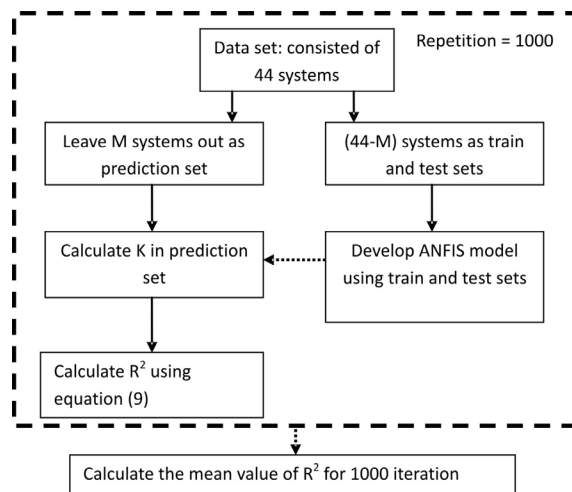 Repetition = 1000
Data set: consisted of
44 systems
Leave M systems out as
prediction set
(44-M) systems as train
and test sets
Calculate K in prediction
set
Develop ANFIS model
using train and test sets
Calculate R² using
equation (9)
Calculate the mean value of R² for 1000 iteration